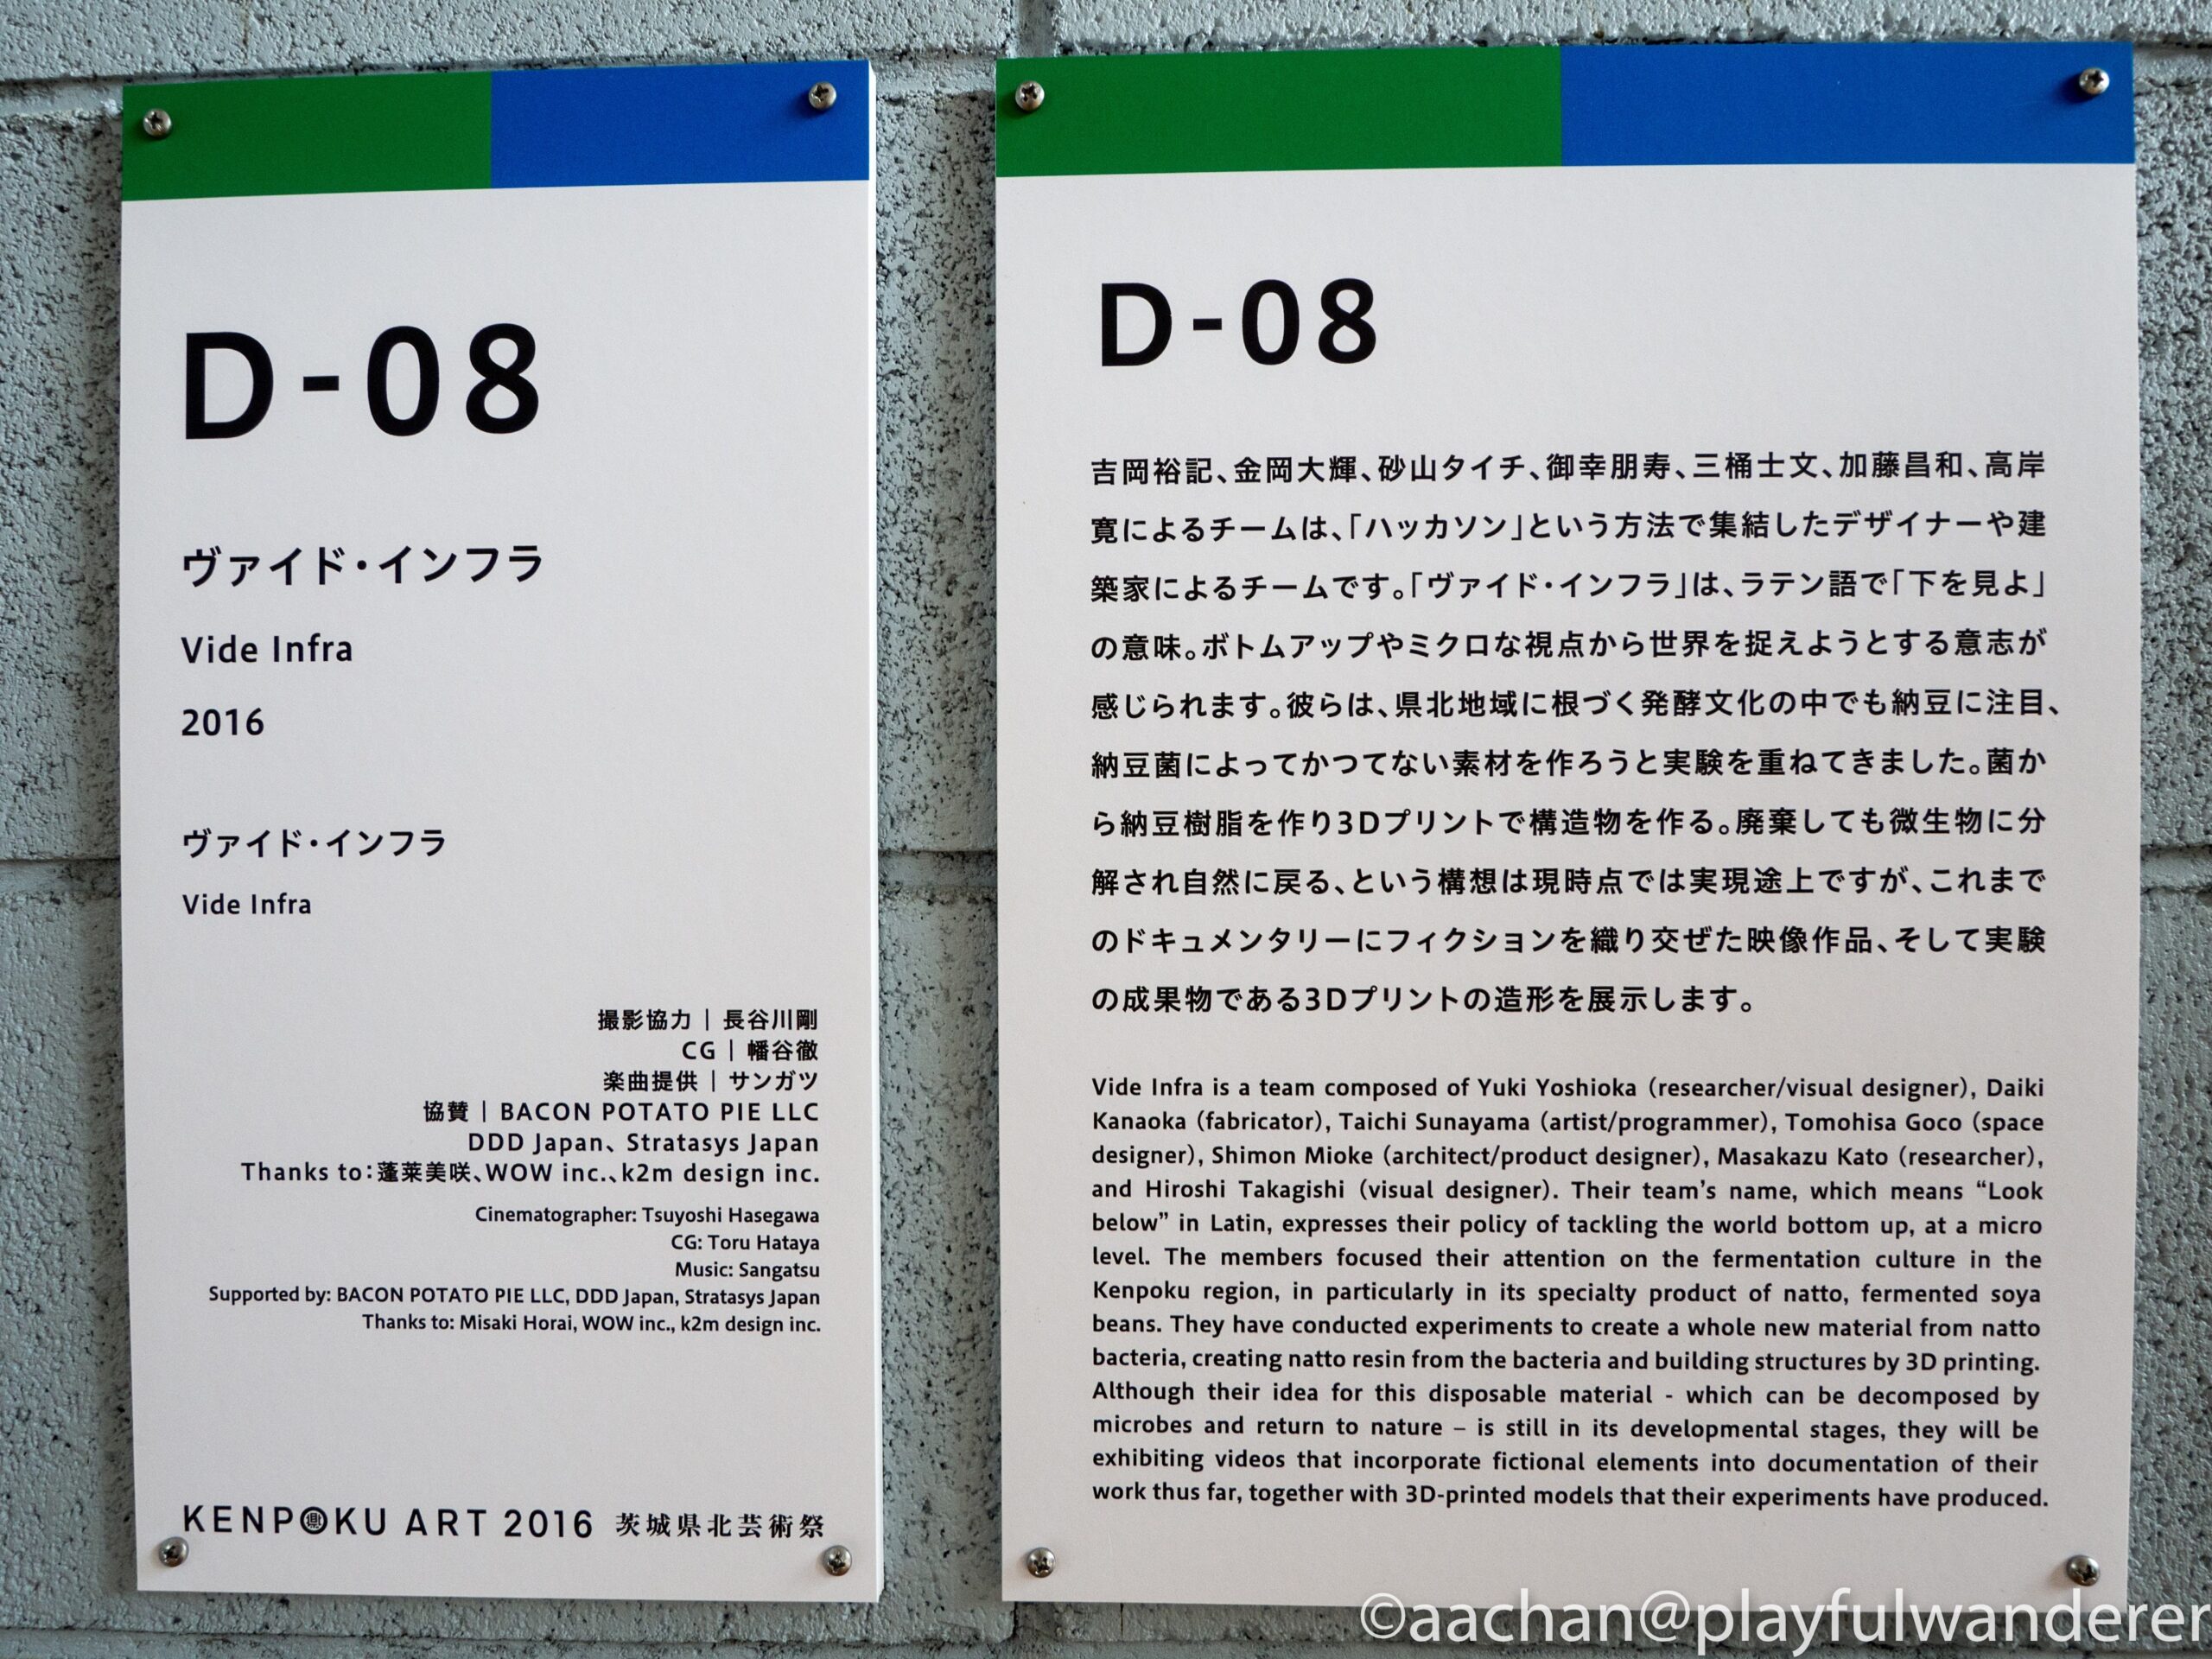 D-08
ヴァイド・インフラ
Vide Infra
2016
ヴァイド・インフラ
Vide Infra
撮影協力｜長谷川剛
CG｜幡谷徹
楽曲提供｜サンガツ
協賛｜BACON POTATO PIE LLC
DDD Japan、Stratasys Japan
Thanks to：蓬莱美咲、WOW inc.、k2m design inc.
Cinematographer: Tsuyoshi Hasegawa
CG: Toru Hataya
Music: Sangatsu
Supported by: BACON POTATO PIE LLC, DDD Japan, Stratasys Japan
Thanks to: Misaki Horai, WOW inc., k2m design inc.
KENPOKU ART 2016 茨城県北芸術祭
D-08
吉岡裕記、金岡大輝、砂山タイチ、御幸朋寿、三桶士文、加藤昌和、高岸
寛によるチームは、「ハッカソン」という方法で集結したデザイナーや建
築家によるチームです。「ヴァイド・インフラ」は、ラテン語で「下を見よ」
の意味。ボトムアップやミクロな視点から世界を捉えようとする意志が
感じられます。彼らは、県北地域に根づく発酵文化の中でも納豆に注目、
納豆菌によってかつてない素材を作ろうと実験を重ねてきました。菌か
ら納豆樹脂を作り3Dプリントで構造物を作る。廃棄しても微生物に分
解され自然に戻る、という構想は現時点では実現途上ですが、これまで
のドキュメンタリーにフィクションを織り交ぜた映像作品、そして実験
の成果物である3Dプリントの造形を展示します。
Vide Infra is a team composed of Yuki Yoshioka (researcher/visual designer), Daiki
Kanaoka (fabricator), Taichi Sunayama (artist/programmer), Tomohisa Goco (space
designer), Shimon Mioke (architect/product designer), Masakazu Kato (researcher),
and Hiroshi Takagishi (visual designer). Their team’s name, which means “Look
below” in Latin, expresses their policy of tackling the world bottom up, at a micro
level. The members focused their attention on the fermentation culture in the
Kenpoku region, in particularly in its specialty product of natto, fermented soya
beans. They have conducted experiments to create a whole new material from natto
bacteria, creating natto resin from the bacteria and building structures by 3D printing.
Although their idea for this disposable material - which can be decomposed by
microbes and return to nature – is still in its developmental stages, they will be
exhibiting videos that incorporate fictional elements into documentation of their
work thus far, together with 3D-printed models that their experiments have produced.
©aachan@playfulwanderer